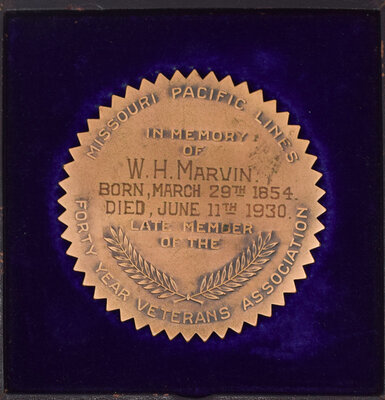 MISSOURI PACIFIC LINES
IN MEMORY
OF
W. H. MARVIN.
BORN, MARCH 29TH 1854.
DIED, JUNE 11TH 1930.
LATE MEMBER
OF THE
FORTY YEAR VETERANS ASSOCIATION